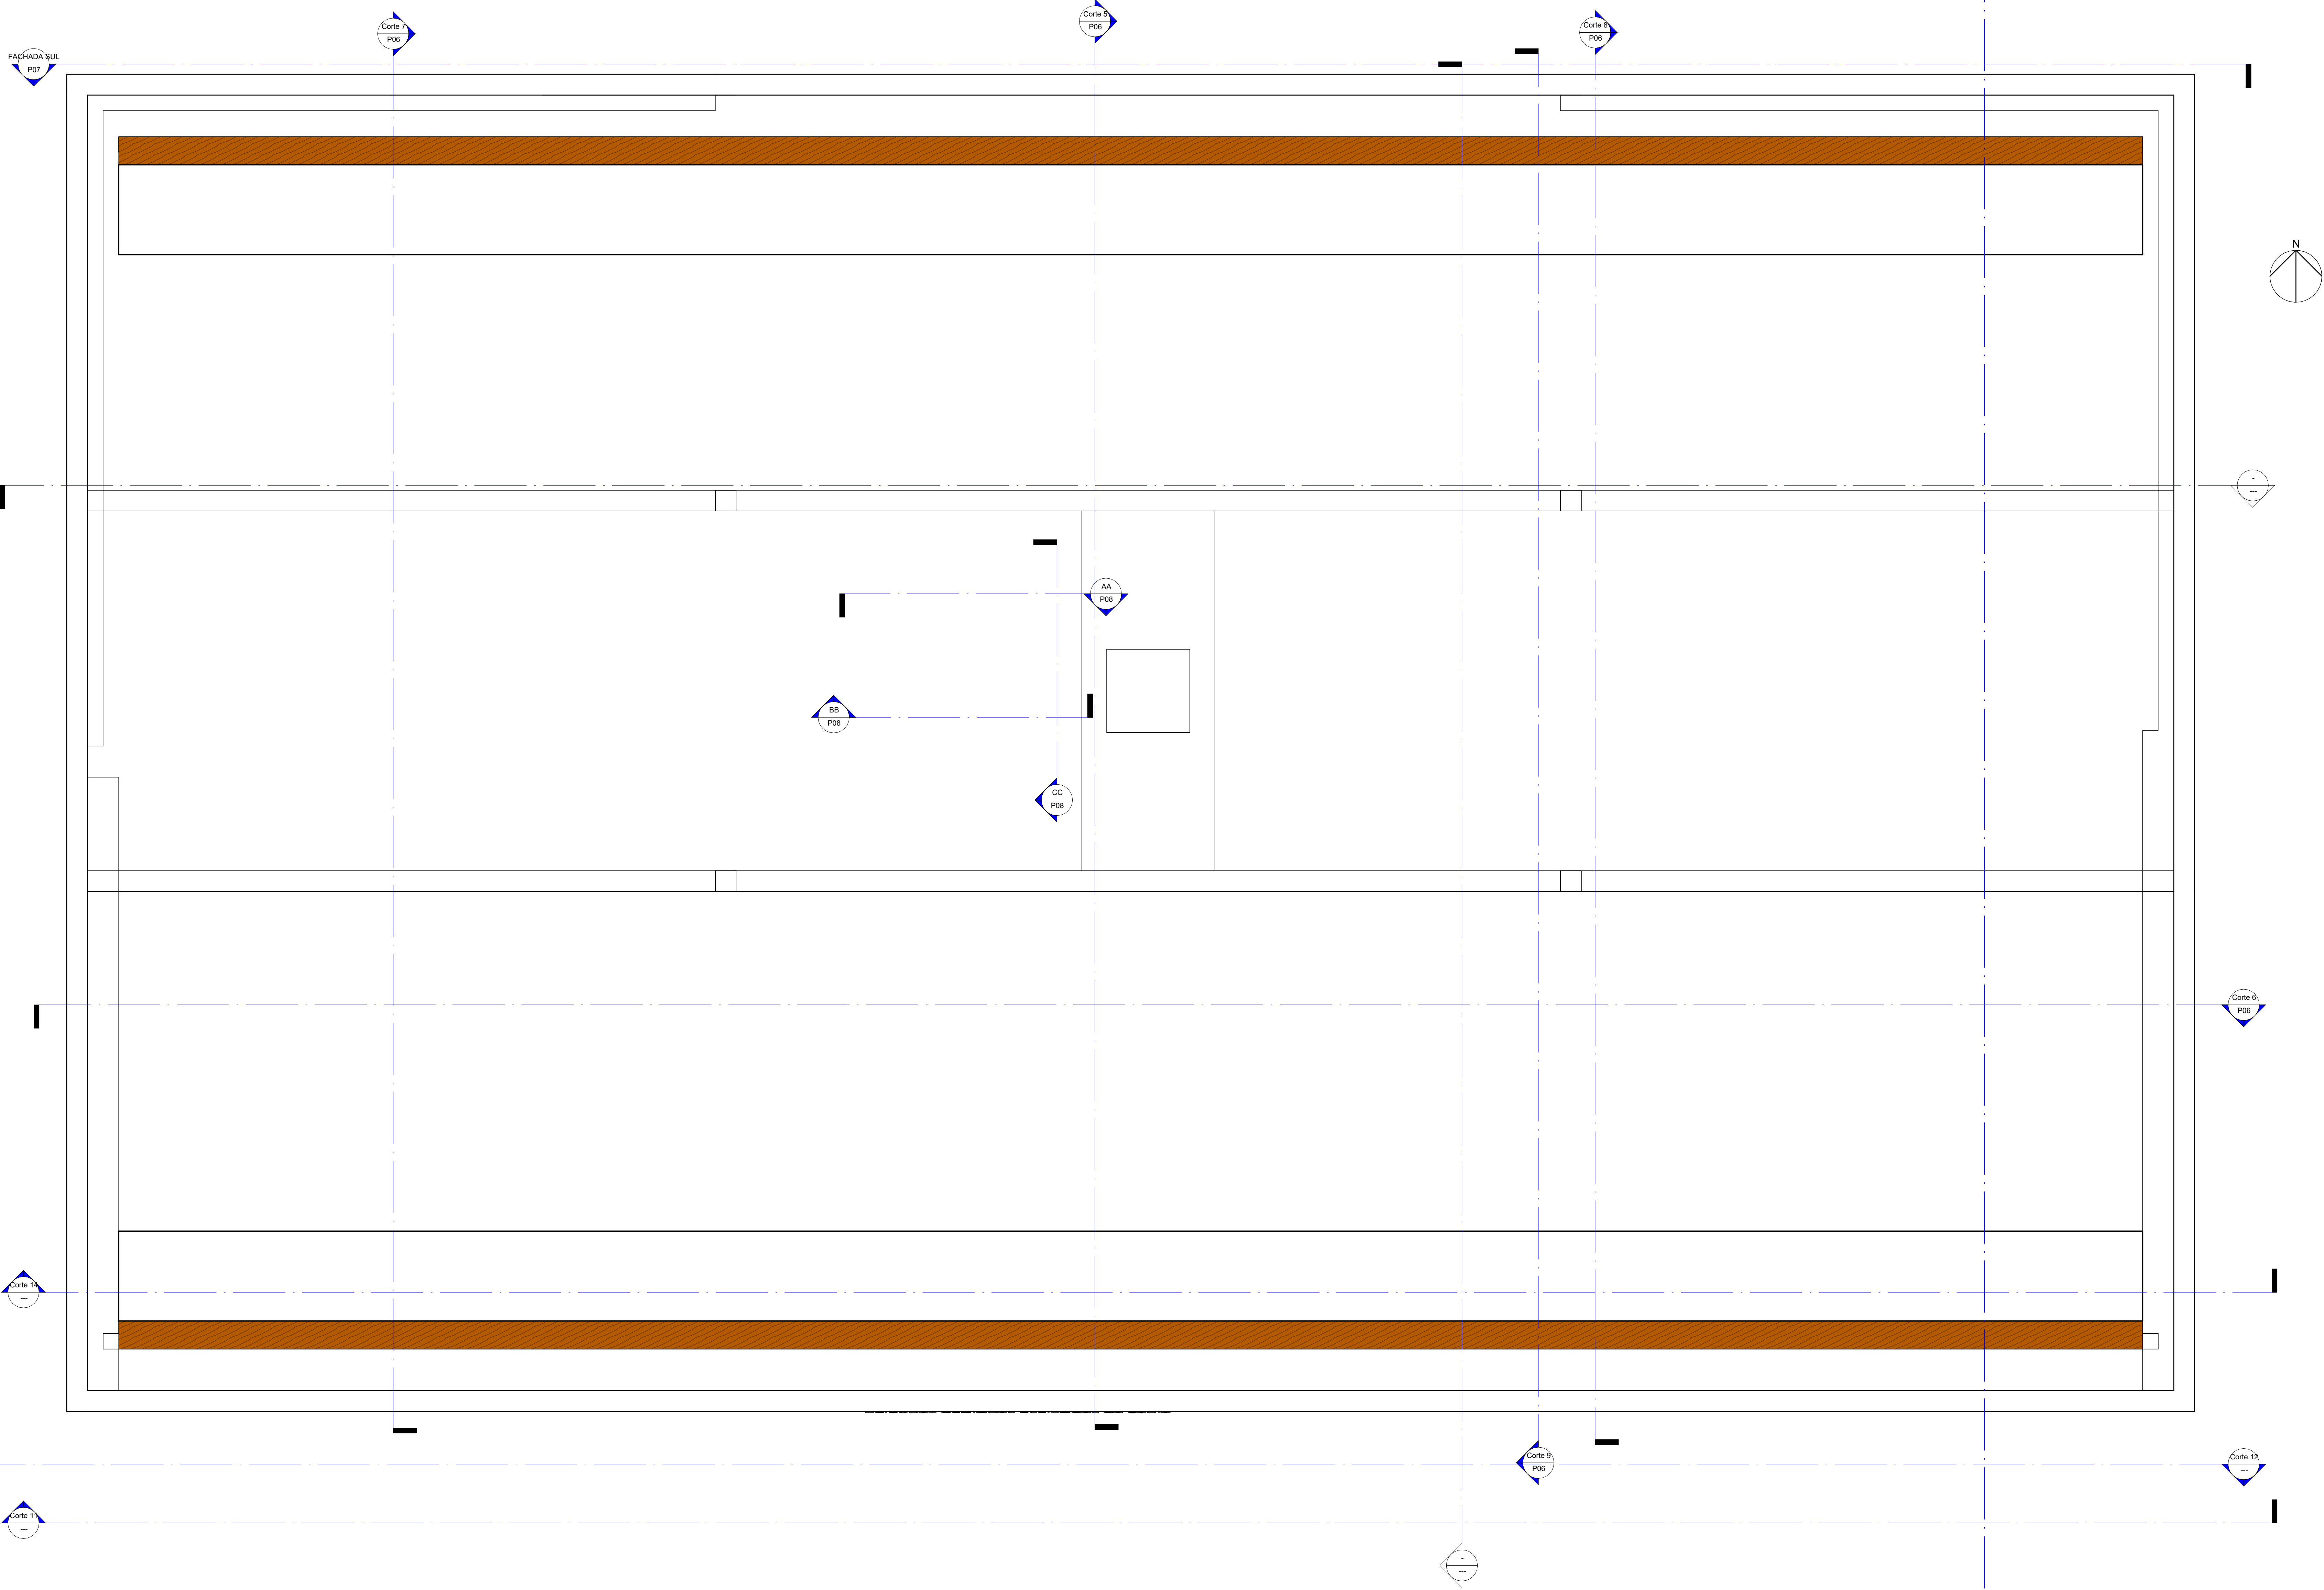 Corte 5
P06
Corte 7
P06
Corte 8
P06
FACHADA SUL
P07
N
-
---
AA
P08
BB
P08
CC
P08
Corte 6
P06
Corte 14
---
Corte 9
P06
Corte 12
---
Corte 11
---
-
---